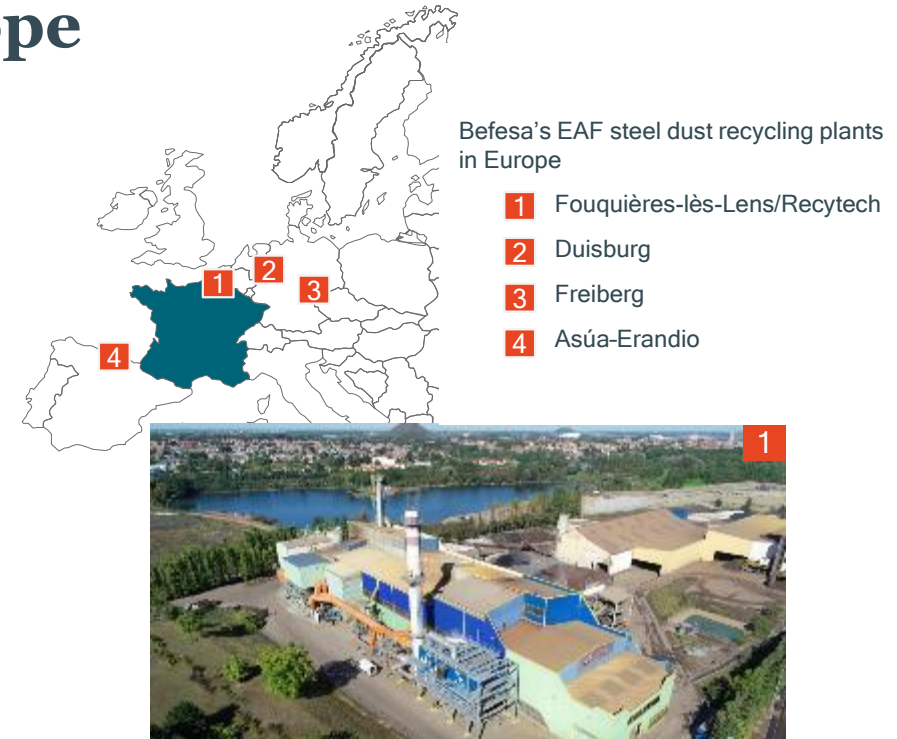 ope
Befesa's EAF steel dust recycling plants
in Europe
1 Fouquières-lès-Lens/Recytech
2 Duisburg
3 Freiberg
4 Asúa-Erandio
1
2
3
4
1